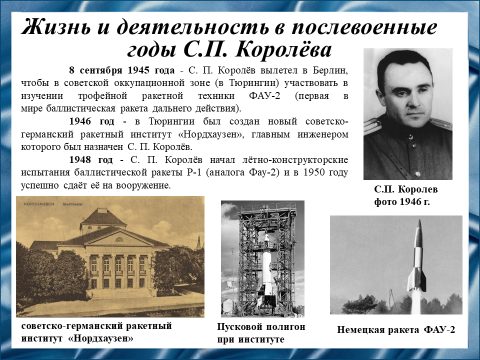 Жизнь и деятельность в послевоенные
годы С.П. Королёва
8 сентября 1945 года - С. П. Королёв вылетел в Берлин,
чтобы в советской оккупационной зоне (в Тюрингии) участвовать в
изучении трофейной ракетной техники ФАУ-2 (первая в
мире баллистическая ракета дальнего действия).
1946 год - в Тюрингии был создан новый советско-
германский ракетный институт «Нордхаузен», главным инженером
которого был назначен С. П. Королёв.
1948 год - С. П. Королёв начал лётно-конструкторские
испытания баллистической ракеты Р-1 (аналога Фау-2) и в 1950 году
успешно сдаёт её на вооружение.
С.П. Королев
фото 1946 г.
советско-германский ракетный
институт «Нордхаузен»
Пусковой полигон
при институте
Немецкая ракета ФАУ-2